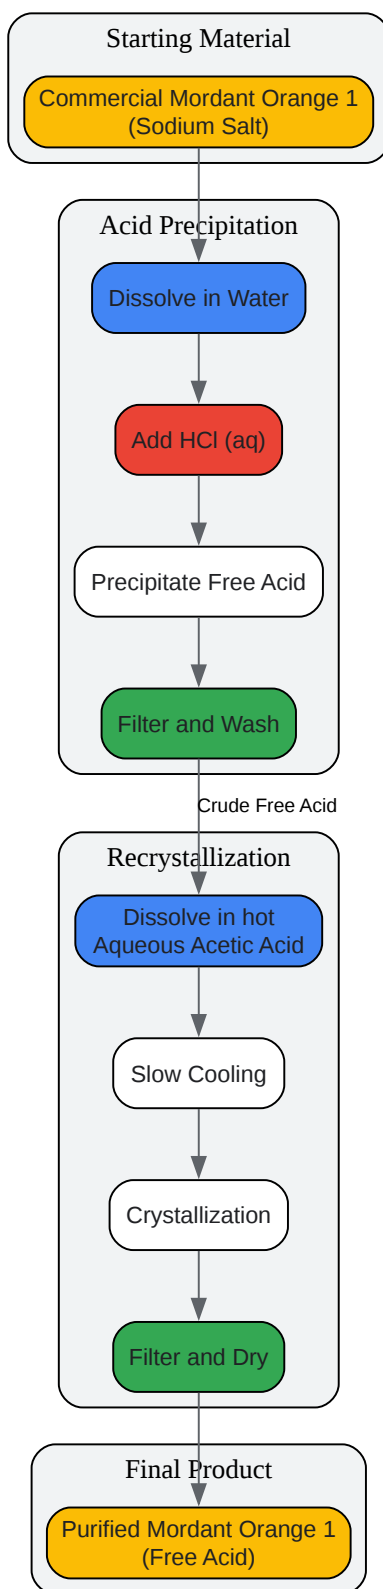 Starting Material
Commercial Mordant Orange 1
(Sodium Salt)
Acid Precipitation
Dissolve in Water
Add HCl (aq)
Precipitate Free Acid
Filter and Wash
Crude Free Acid
Recrystallization
Dissolve in hot
Aqueous Acetic Acid
Slow Cooling
Crystallization
Filter and Dry
Final Product
Purified Mordant Orange 1
(Free Acid)